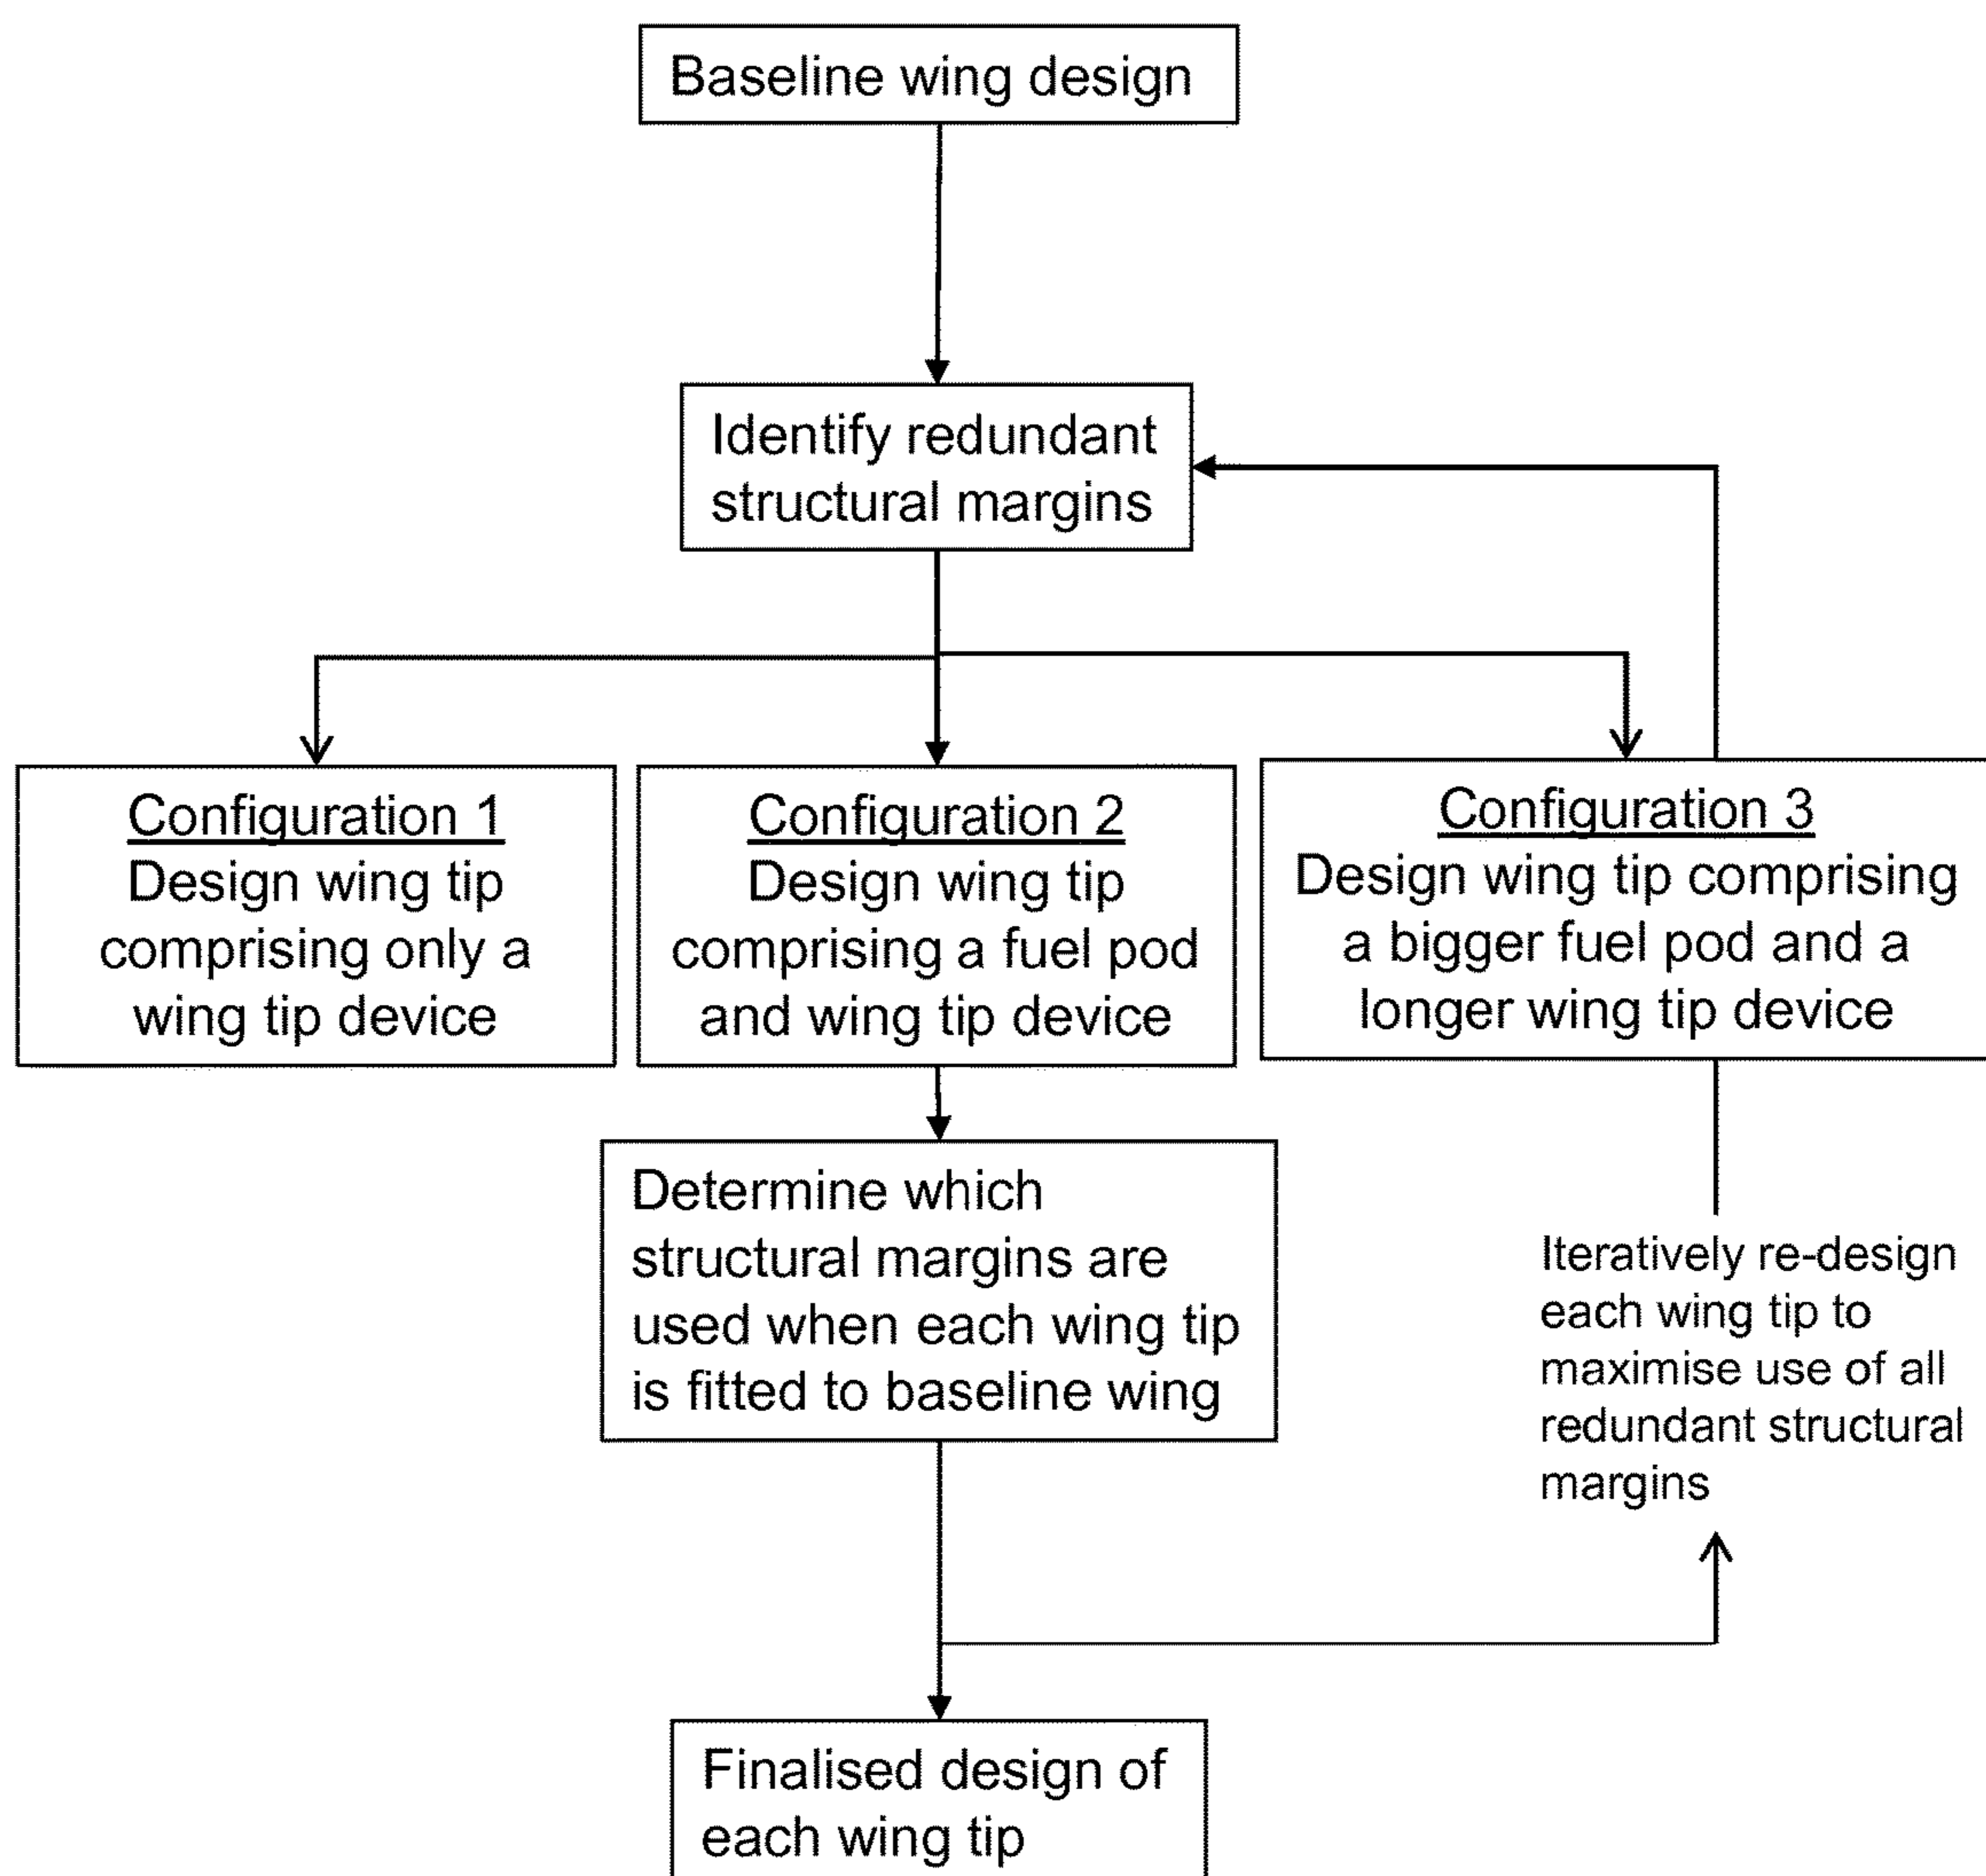 Baseline wing design
Identify redundant
structural margins
Configuration 1
Design wing tip
comprising only a
wing tip device
Configuration 2
Design wing tip
comprising a fuel pod
and wing tip device
Configuration 3
Design wing tip comprising
a bigger fuel pod and a
longer wing tip device
Determine which
structural margins are
used when each wing tip
is fitted to baseline wing
Iteratively re-design
each wing tip to
maximise use of all
redundant structural
margins
Finalised design of
each wing tip